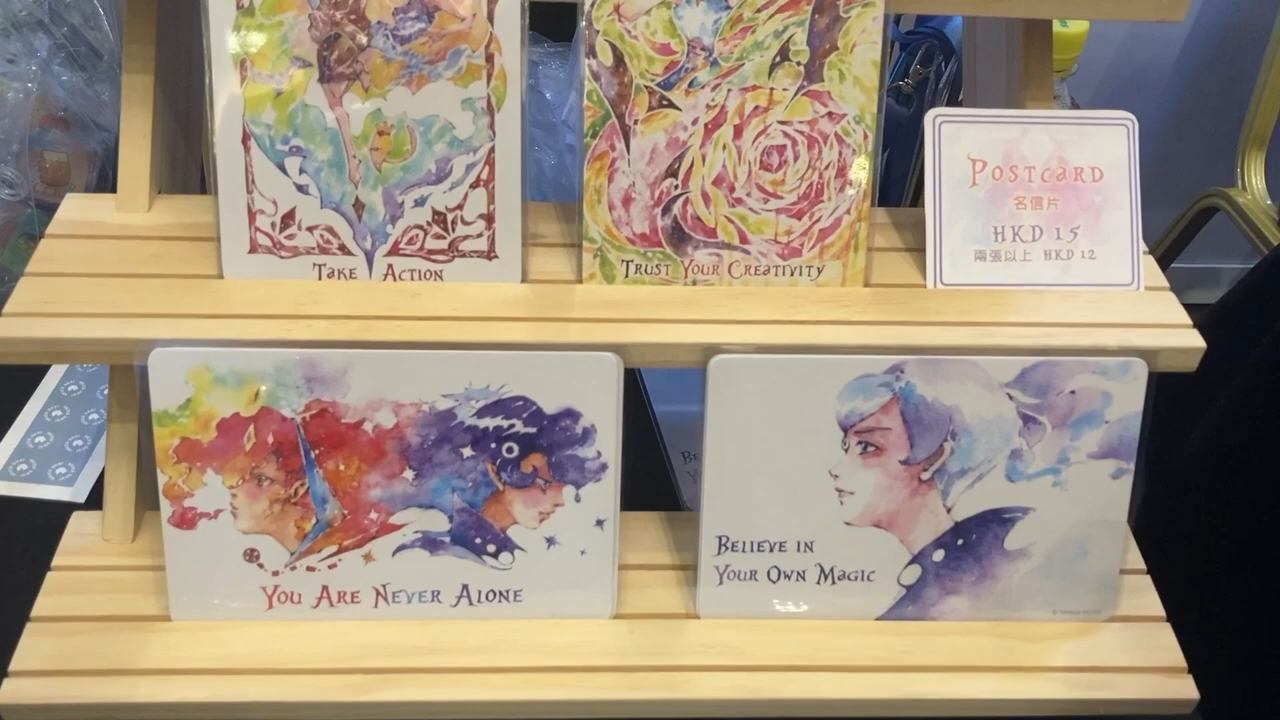 Take Action
Trust Your Creativity
Postcard
名信片
HKD 15
兩張以上 HKD 12
You Are Never Alone
Believe in
Your Own Magic